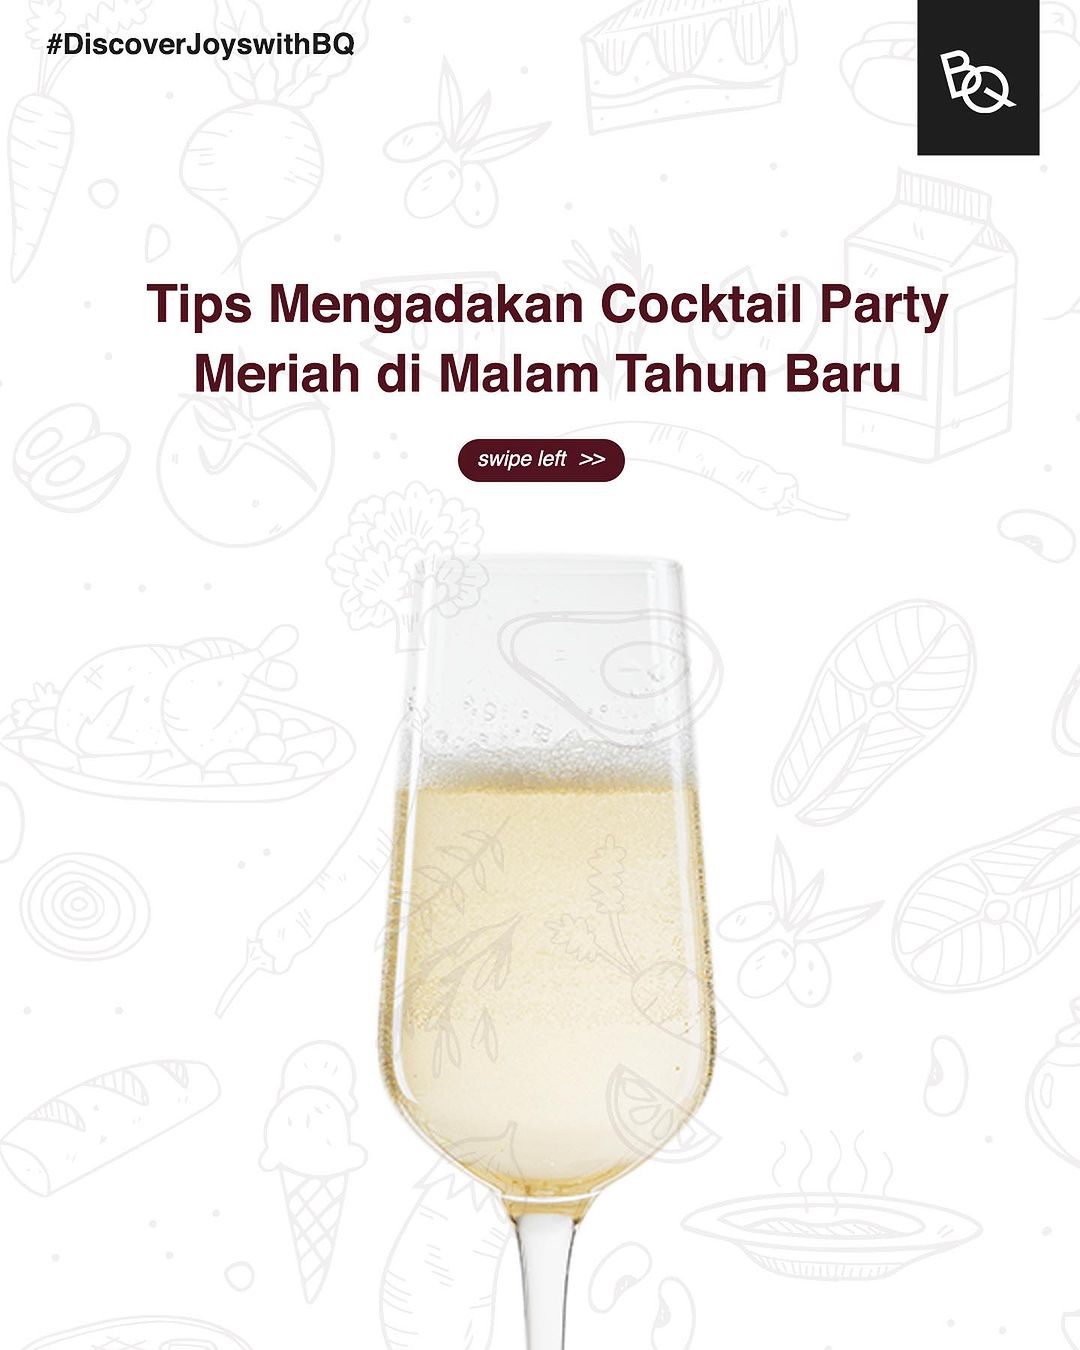 #DiscoverJoyswithBQ
BQ
Tips Mengadakan Cocktail Party
Meriah di Malam Tahun Baru
swipe left >>